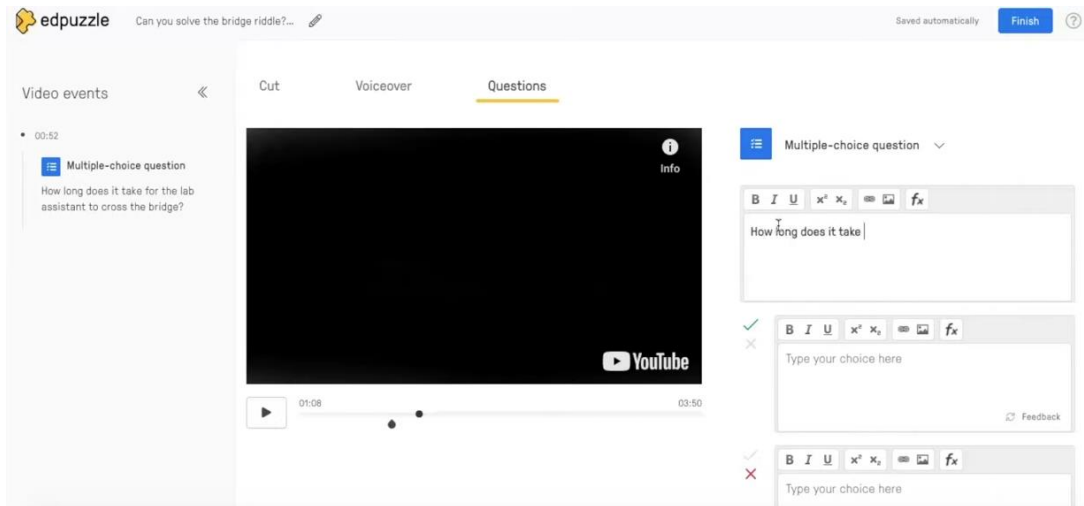 edpuzzle
Can you solve the bridge riddle?...
Saved automatically
Finish
?
Video events
«
Cut
Voiceover
Questions
00:52
Multiple-choice question
How long does it take for the lab
assistant to cross the bridge?
i
Info
YouTube
01:08
03:50
Multiple-choice question
B I U x² x₂ fx
How long does it take
B I U x² x₂ fx
Type your choice here
Feedback
B I U x² x₂ fx
Type your choice here